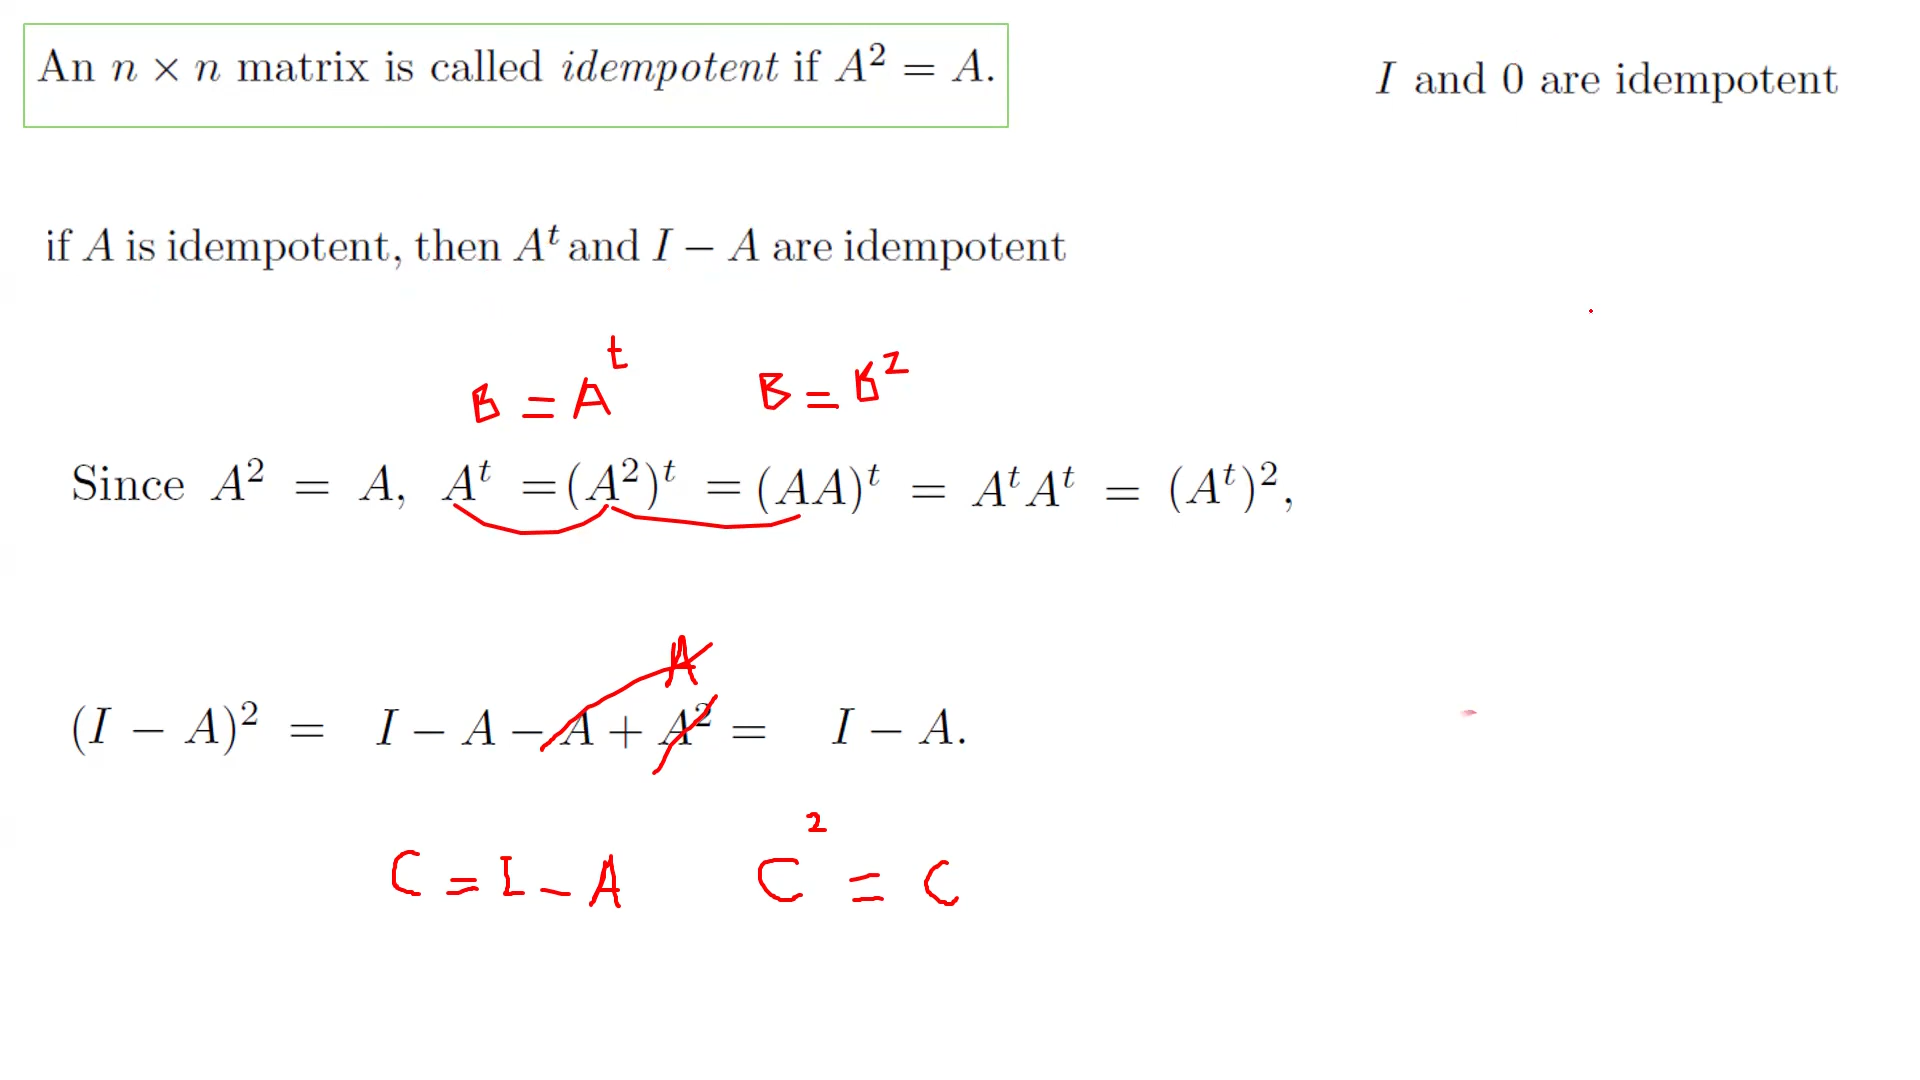 An n × n matrix is called idempotent if A² = A.
I and 0 are idempotent
if A is idempotent, then Aᵗ and I − A are idempotent
B = Aᵗ B = B²
Since A² = A, Aᵗ = (A²)ᵗ = (AA)ᵗ = AᵗAᵗ = (Aᵗ)²,
A
(I − A)² = I − A − A + A² = I − A.
C = I − A C² = C